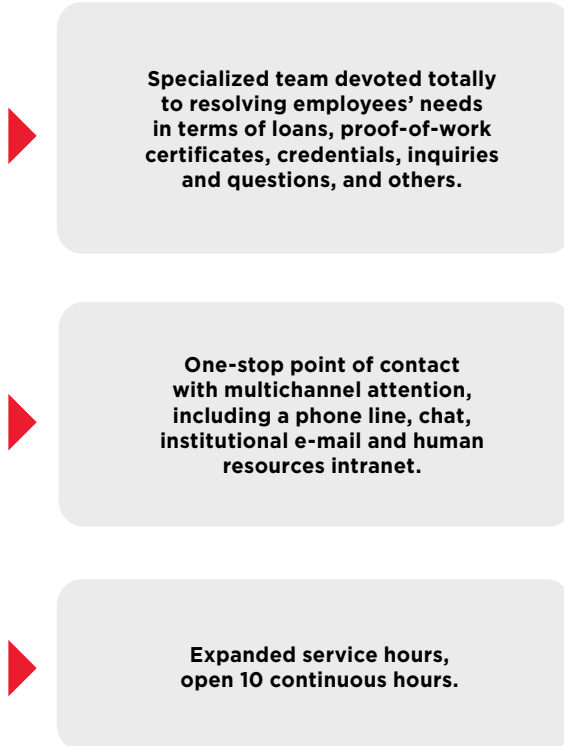 Specialized team devoted totally
to resolving employees’ needs
in terms of loans, proof-of-work
certificates, credentials, inquiries
and questions, and others.
One-stop point of contact
with multichannel attention,
including a phone line, chat,
institutional e-mail and human
resources intranet.
Expanded service hours,
open 10 continuous hours.